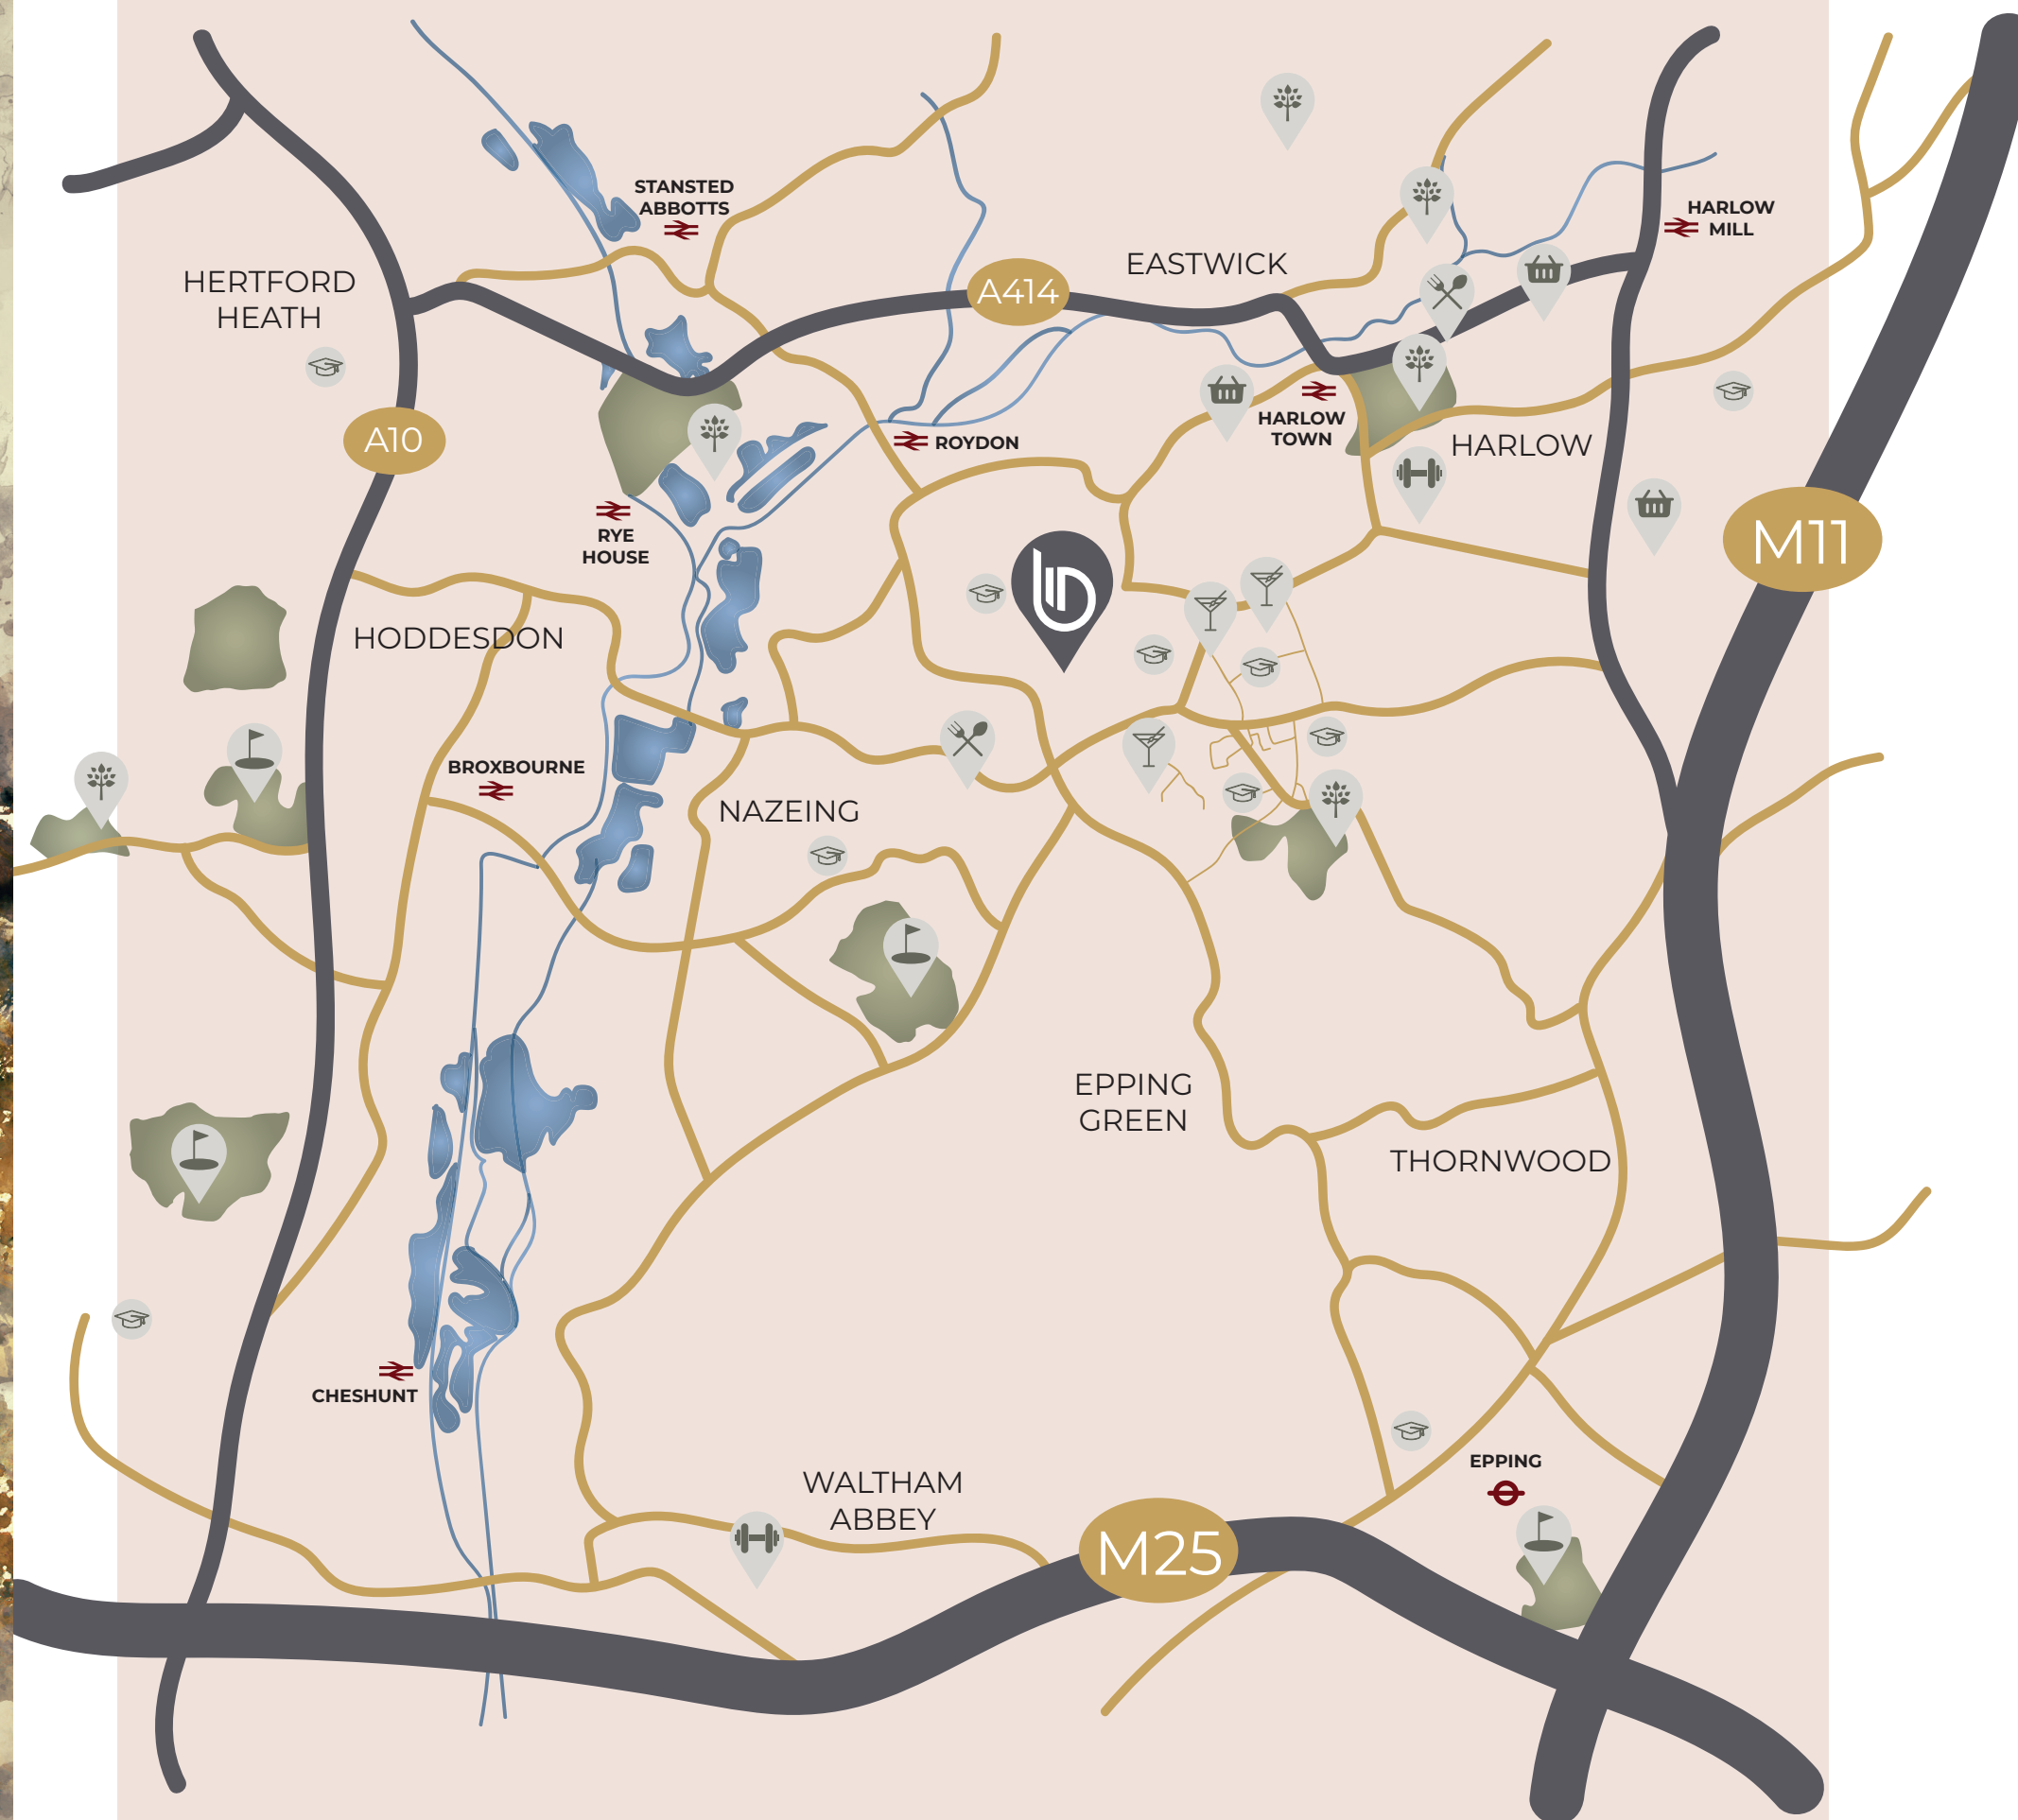 STANSTED
ABBOTTS
HARLOW
MILL
EASTWICK
HERTFORD
HEATH
A414
A10
HARLOW
TOWN
ROYDON
HARLOW
RYE
HOUSE
M11
HODDESDON
BROXBOURNE
NAZEING
EPPING
GREEN
THORNWOOD
CHESHUNT
EPPING
WALTHAM
ABBEY
M25